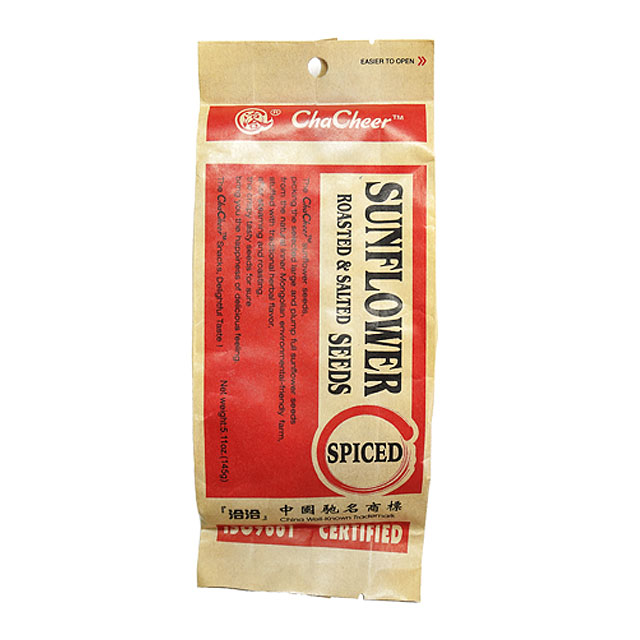 EASIER TO OPEN »
® ChaCheer™
SUNFLOWER
ROASTED & SALTED SEEDS
SPICED
The ChaCheer™ sunflower seeds,
picking the selected large and plump full sunflower seeds
from the natural inner Mongolian environmental-friendly farm,
stuffed with traditional herbal flavor,
steaming and roasting,
crispy tasty seeds for sure
bring you the happiness of delicious feeling.
The ChaCheer™ Snacks, Delightful Taste !
Net weight:5.11oz.(145g)
『洽洽』 中國馳名商標
China Well-Known Trademark
ISO9001 CERTIFIED